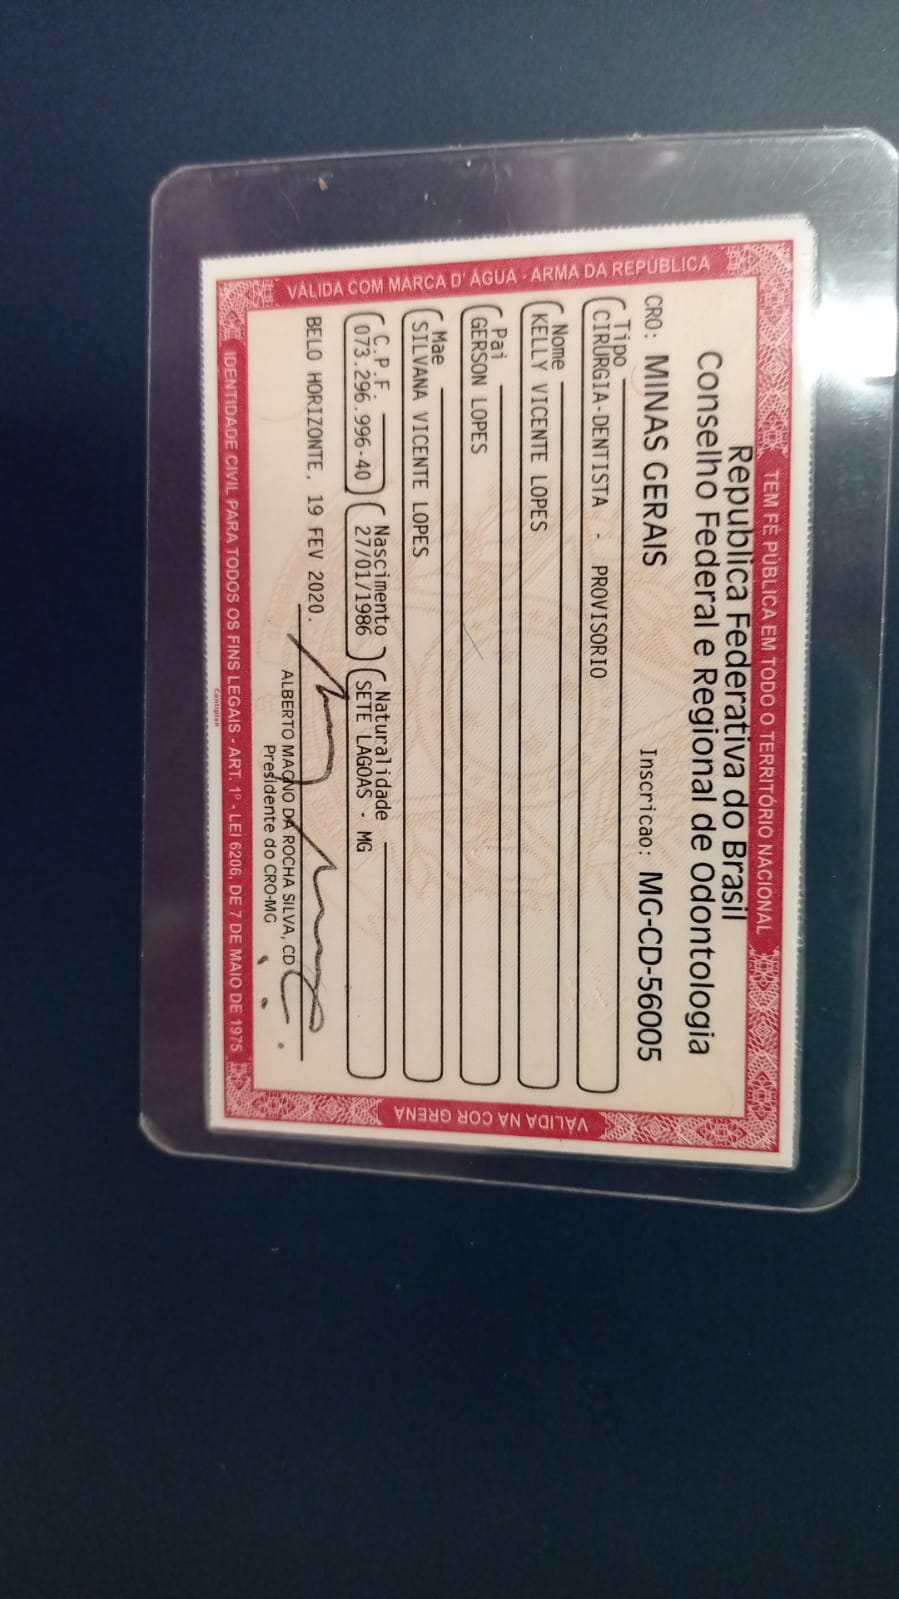 TEM FÉ PÚBLICA EM TODO O TERRITÓRIO NACIONAL
VÁLIDA COM MARCA D' ÁGUA - ARMA DA REPÚBLICA
Republica Federativa do Brasil
Conselho Federal e Regional de Odontologia
CRO: MINAS GERAIS Inscricao: MG-CD-56005
Tipo
CIRURGIA-DENTISTA - PROVISORIO
Nome
KELLY VICENTE LOPES
Pai
GERSON LOPES
Mae
SILVANA VICENTE LOPES
C.P.F. Nascimento Naturalidade
073.296.996-40 27/01/1986 SETE LAGOAS - MG
BELO HORIZONTE, 19 FEV 2020.
ALBERTO MAGNO DA ROCHA SILVA, CD
Presidente do CRO-MG
VÁLIDA NA COR GRENÁ
IDENTIDADE CIVIL PARA TODOS OS FINS LEGAIS - ART. 1º - LEI 6206, DE 7 DE MAIO DE 1975
Contiplan